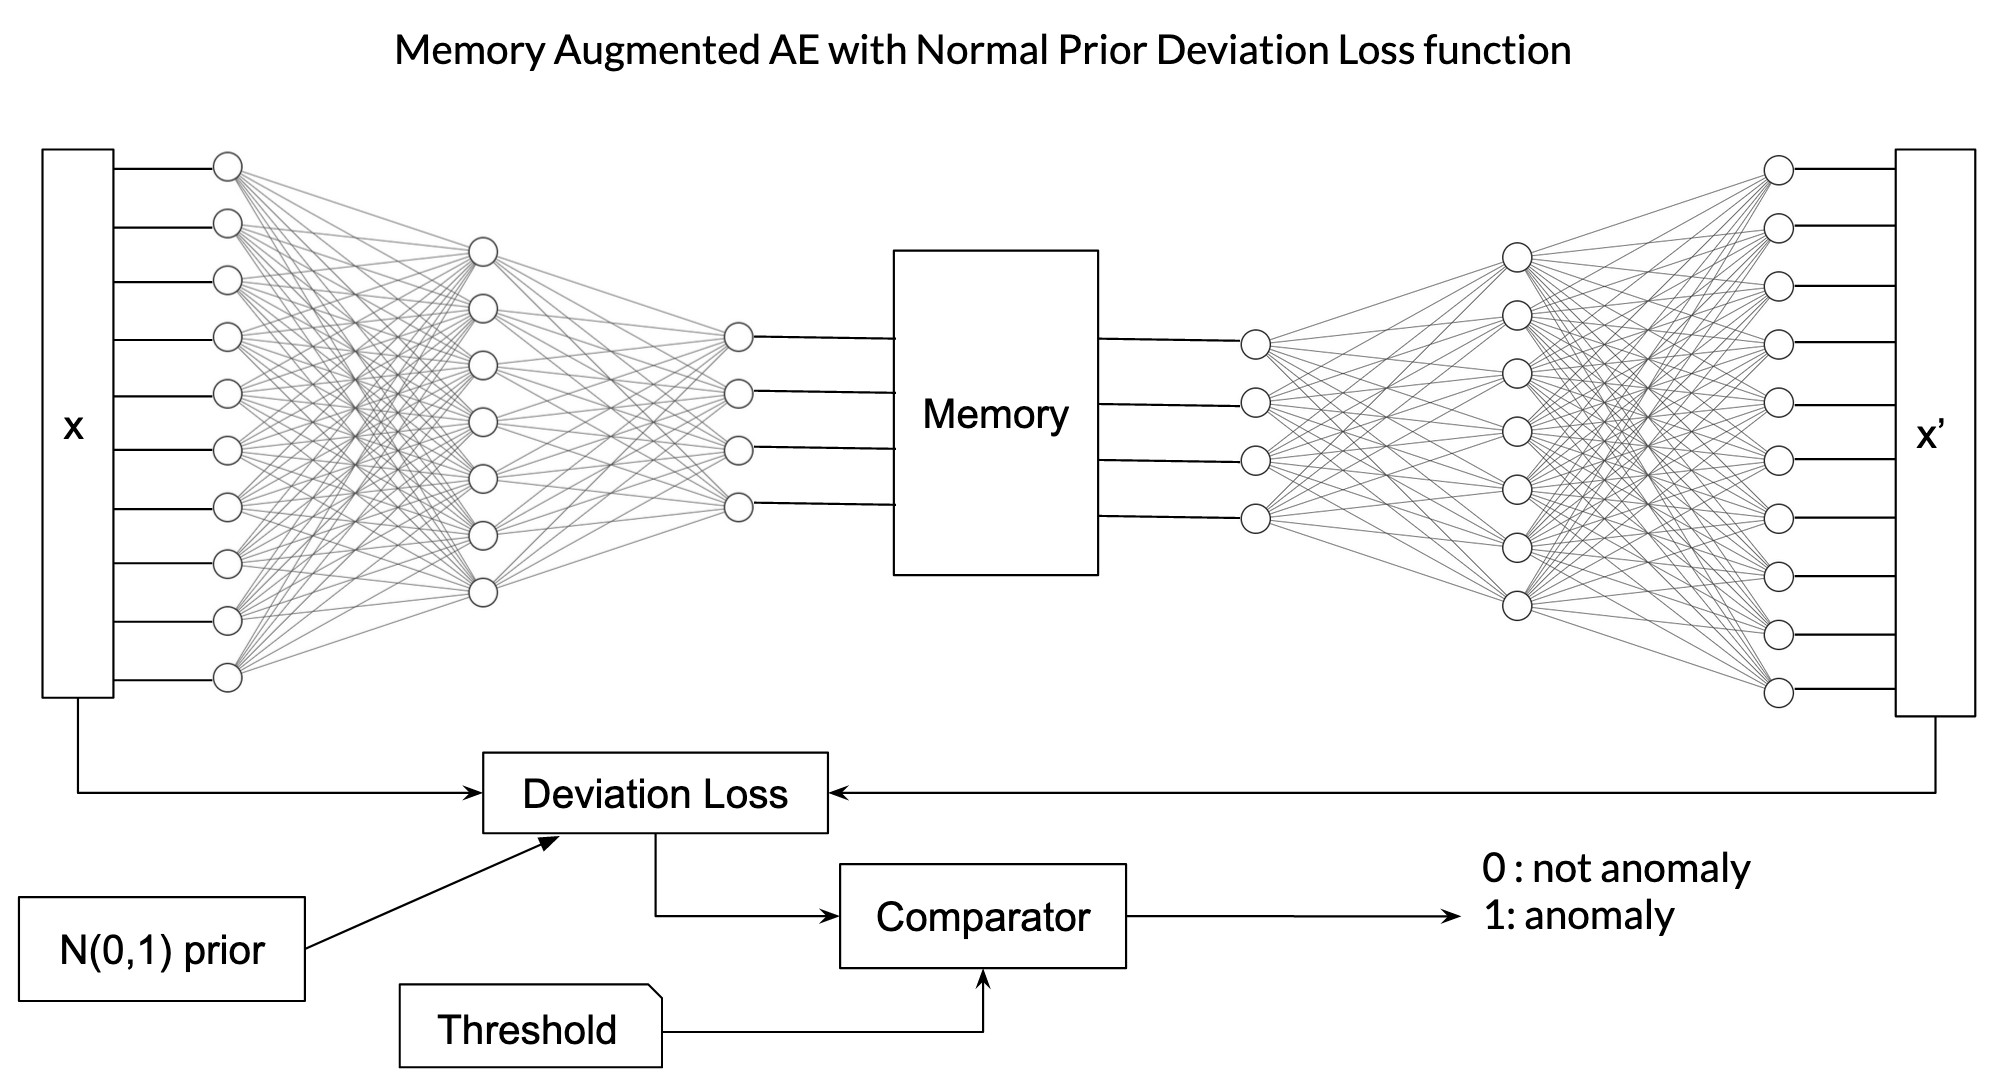 Memory Augmented AE with Normal Prior Deviation Loss function
x
Memory
x’
Deviation Loss
N(0,1) prior
Comparator
0 : not anomaly
1: anomaly
Threshold